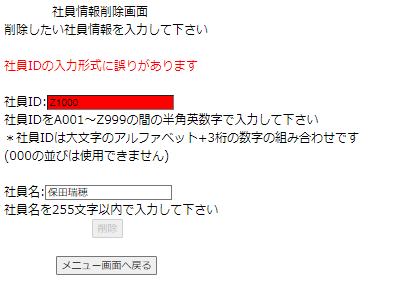 社員情報削除画面
削除したい社員情報を入力して下さい
社員IDの入力形式に誤りがあります
社員ID:Z1000
社員IDをA001～Z999の間の半角英数字で入力して下さい
＊社員IDは大文字のアルファベット+3桁の数字の組み合わせです
(000の並びは使用できません)
社員名:保田瑞穂
社員名を255文字以内で入力して下さい
削除
メニュー画面へ戻る